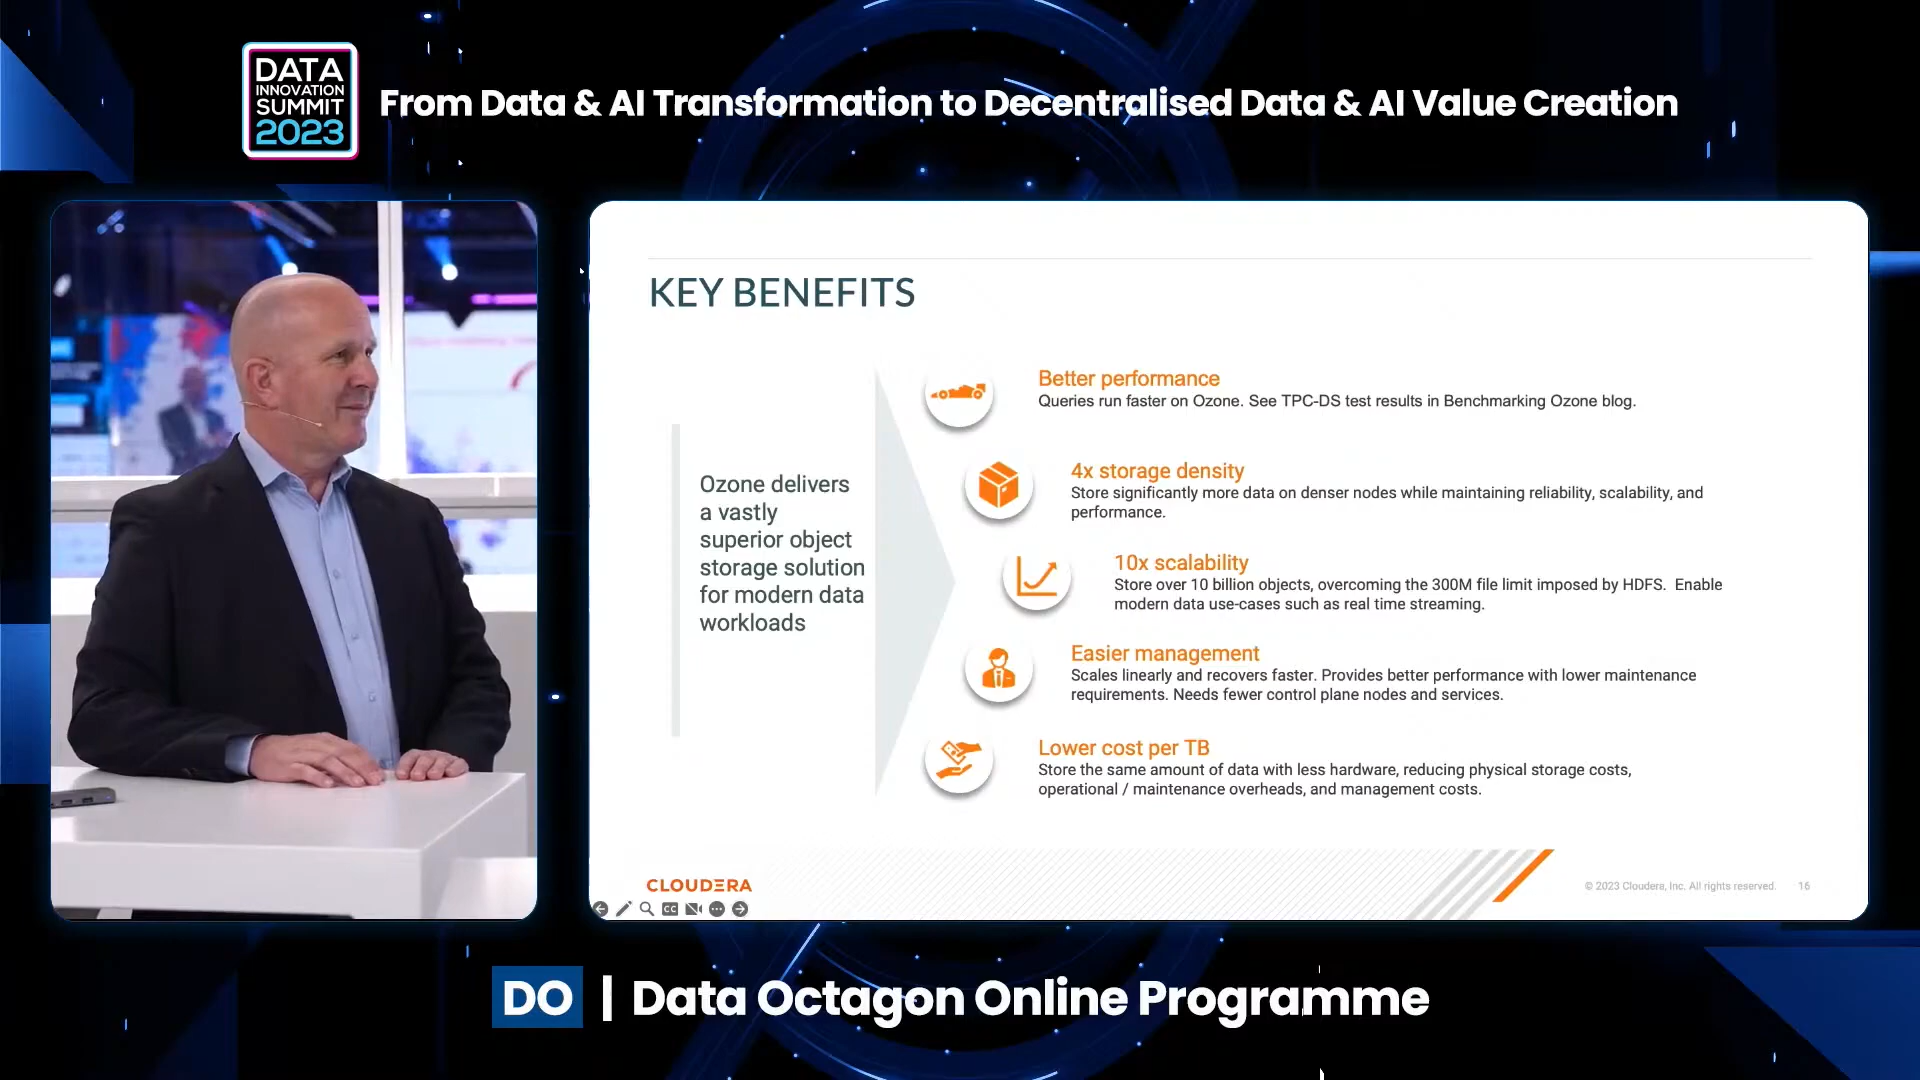 DATA
INNOVATION
SUMMIT
2023
From Data & AI Transformation to Decentralised Data & AI Value Creation
KEY BENEFITS
Ozone delivers
a vastly
superior object
storage solution
for modern data
workloads
Better performance
Queries run faster on Ozone. See TPC-DS test results in Benchmarking Ozone blog.
4x storage density
Store significantly more data on denser nodes while maintaining reliability, scalability, and
performance.
10x scalability
Store over 10 billion objects, overcoming the 300M file limit imposed by HDFS. Enable
modern data use-cases such as real time streaming.
Easier management
Scales linearly and recovers faster. Provides better performance with lower maintenance
requirements. Needs fewer control plane nodes and services.
Lower cost per TB
Store the same amount of data with less hardware, reducing physical storage costs,
operational / maintenance overheads, and management costs.
CLOUDERA
© 2023 Cloudera, Inc. All rights reserved. 16
CC
DO | Data Octagon Online Programme